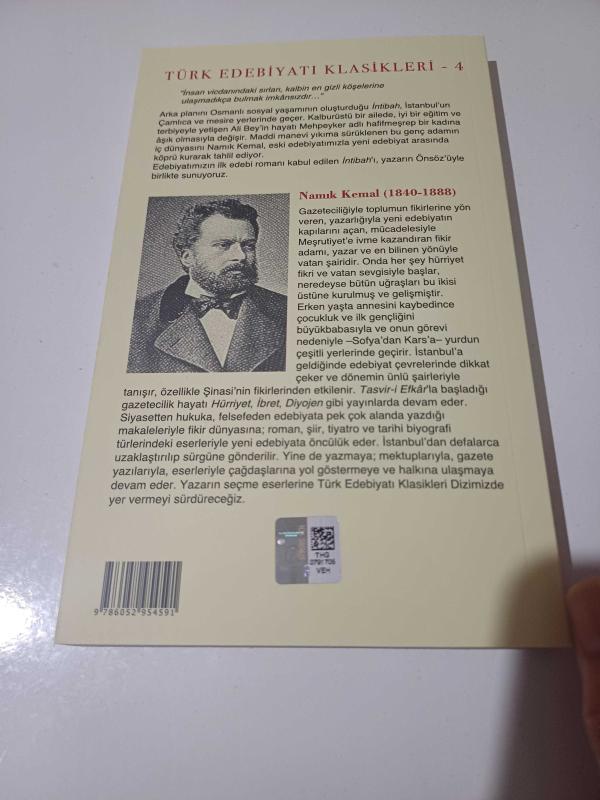 TÜRK EDEBİYATI KLASİKLERİ - 4
"İnsan vicdanındaki sırları, kalbin en gizli köşelerine
ulaşmadıkça bulmak imkânsızdır..."
Arka planını Osmanlı sosyal yaşamının oluşturduğu İntibah, İstanbul'un
Çamlıca ve mesire yerlerinde geçer. Kalburüstü bir ailede, iyi bir eğitim ve
terbiyeyle yetişen Ali Bey'in hayatı Mehpeyker adlı hafifmeşrep bir kadına
âşık olmasıyla değişir. Maddi manevi yıkıma sürüklenen bu genç adamın
iç dünyasını Namık Kemal, eski edebiyatımızla yeni edebiyat arasında
köprü kurarak tahlil ediyor.
Edebiyatımızın ilk edebi romanı kabul edilen İntibah'ı, yazarın Önsöz'üyle
birlikte sunuyoruz.
Namık Kemal (1840-1888)
Gazeteciliğiyle toplumun fikirlerine yön
veren, yazarlığıyla yeni edebiyatın
kapılarını açan, mücadelesiyle
Meşrutiyet'e ivme kazandıran fikir
adamı, yazar ve en bilinen yönüyle
vatan şairidir. Onda her şey hürriyet
fikri ve vatan sevgisiyle başlar,
neredeyse bütün uğraşları bu ikisi
üstüne kurulmuş ve gelişmiştir.
Erken yaşta annesini kaybedince
çocukluk ve ilk gençliğini
büyükbabasıyla ve onun görevi
nedeniyle –Sofya'dan Kars'a– yurdun
çeşitli yerlerinde geçirir. İstanbul'a
geldiğinde edebiyat çevrelerinde dikkat
çeker ve dönemin ünlü şairleriyle
tanışır, özellikle Şinasi'nin fikirlerinden etkilenir. Tasvir-i Efkâr'la başladığı
gazetecilik hayatı Hürriyet, İbret, Diyojen gibi yayınlarda devam eder.
Siyasetten hukuka, felsefeden edebiyata pek çok alanda yazdığı
makaleleriyle fikir dünyasına; roman, şiir, tiyatro ve tarihi biyografi
türlerindeki eserleriyle yeni edebiyata öncülük eder. İstanbul'dan defalarca
uzaklaştırılıp sürgüne gönderilir. Yine de yazmaya; mektuplarıyla, gazete
yazılarıyla, eserleriyle çağdaşlarına yol göstermeye ve halkına ulaşmaya
devam eder. Yazarın seçme eserlerine Türk Edebiyatı Klasikleri Dizimizde
yer vermeyi sürdüreceğiz.
THG
0791706
VEH
9 786052 954591